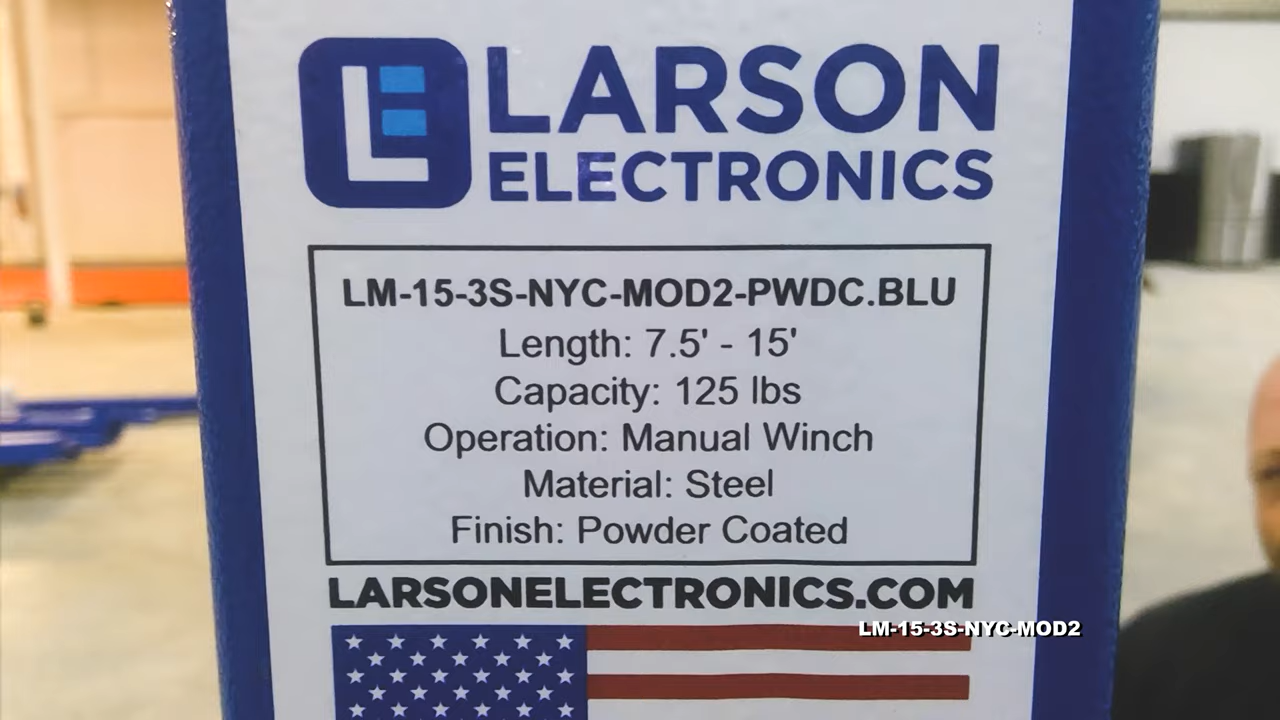 LE LARSON
ELECTRONICS
LM-15-3S-NYC-MOD2-PWDC.BLU
Length: 7.5' - 15'
Capacity: 125 lbs
Operation: Manual Winch
Material: Steel
Finish: Powder Coated
LARSONELECTRONICS.COM
LM-15-3S-NYC-MOD2